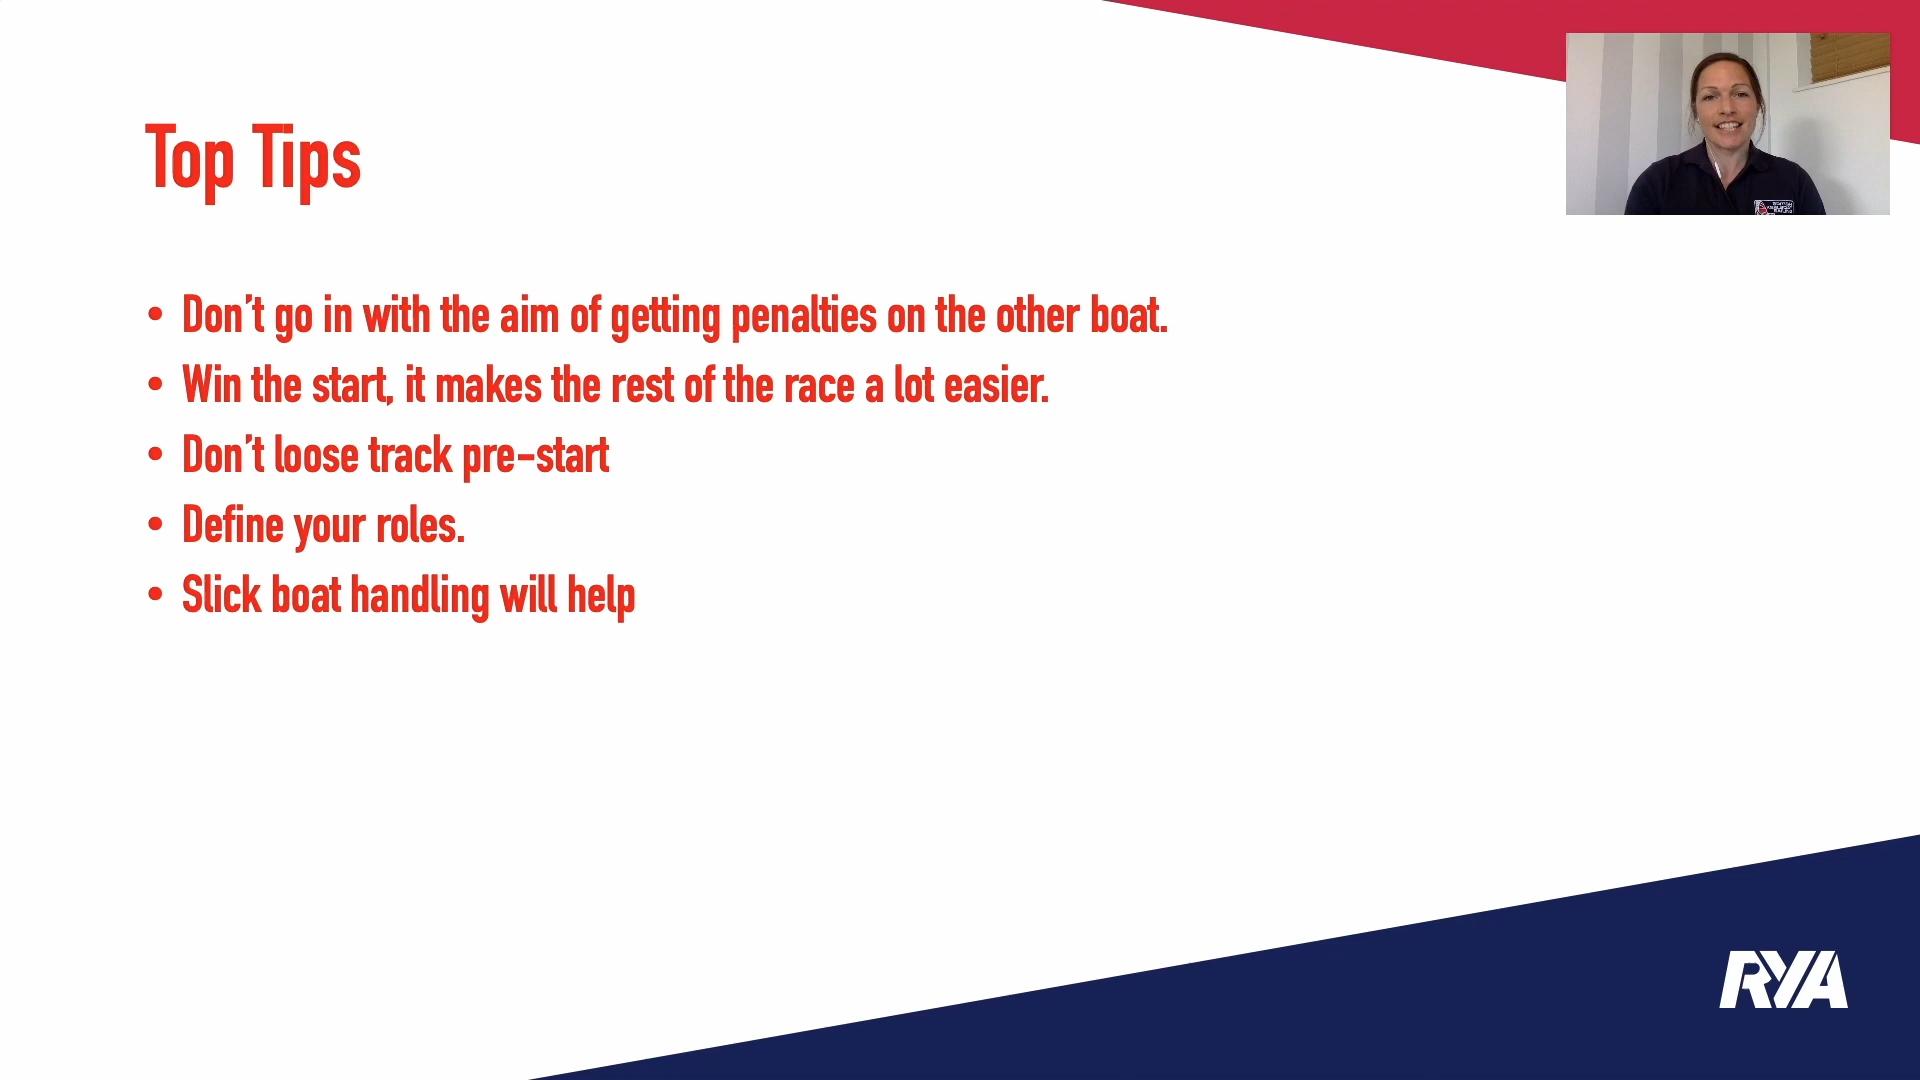 Top Tips
• Don't go in with the aim of getting penalties on the other boat.
• Win the start, it makes the rest of the race a lot easier.
• Don't loose track pre-start
• Define your roles.
• Slick boat handling will help
RYA